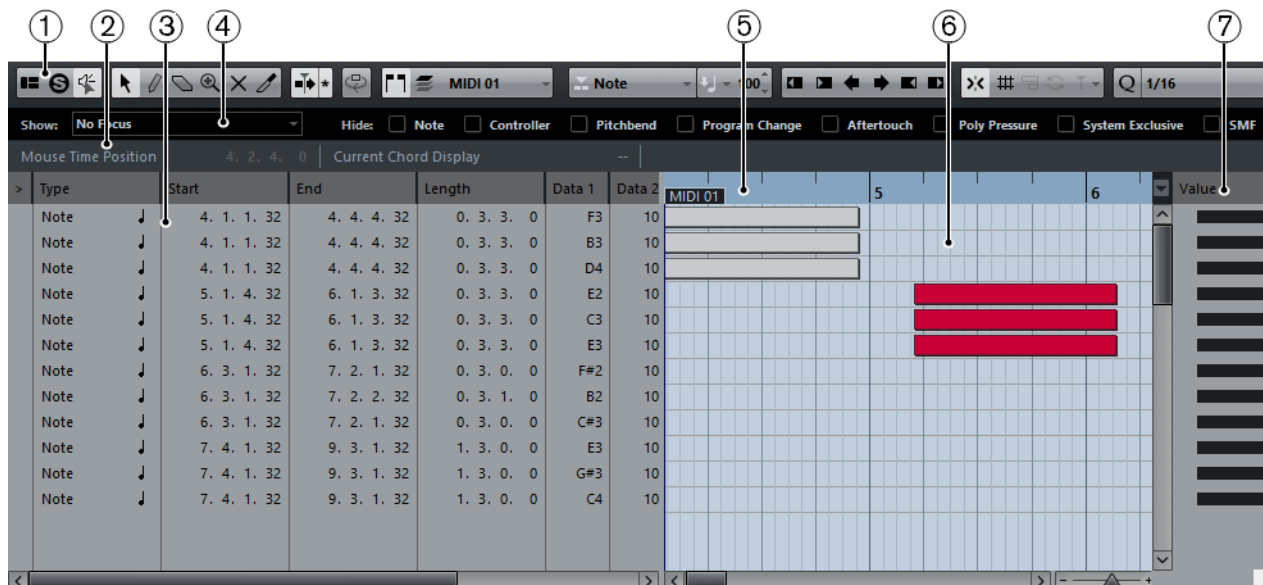 ① ② ③ ④ ⑤ ⑥ ⑦
S MIDI 01 Note 100 Q 1/16
Show: No Focus Hide: Note Controller Pitchbend Program Change Aftertouch Poly Pressure System Exclusive SMF
Mouse Time Position 4. 2. 4. 0 Current Chord Display --
> Type Start End Length Data 1 Data 2 MIDI 01 5 6 Value
Note 4. 1. 1. 32 4. 4. 4. 32 0. 3. 3. 0 F3 10
Note 4. 1. 1. 32 4. 4. 4. 32 0. 3. 3. 0 B3 10
Note 4. 1. 1. 32 4. 4. 4. 32 0. 3. 3. 0 D4 10
Note 5. 1. 4. 32 6. 1. 3. 32 0. 3. 3. 0 E2 10
Note 5. 1. 4. 32 6. 1. 3. 32 0. 3. 3. 0 C3 10
Note 5. 1. 4. 32 6. 1. 3. 32 0. 3. 3. 0 E3 10
Note 6. 3. 1. 32 7. 2. 1. 32 0. 3. 0. 0 F#2 10
Note 6. 3. 1. 32 7. 2. 2. 32 0. 3. 1. 0 B2 10
Note 6. 3. 1. 32 7. 2. 1. 32 0. 3. 0. 0 C#3 10
Note 7. 4. 1. 32 9. 3. 1. 32 1. 3. 0. 0 E3 10
Note 7. 4. 1. 32 9. 3. 1. 32 1. 3. 0. 0 G#3 10
Note 7. 4. 1. 32 9. 3. 1. 32 1. 3. 0. 0 C4 10